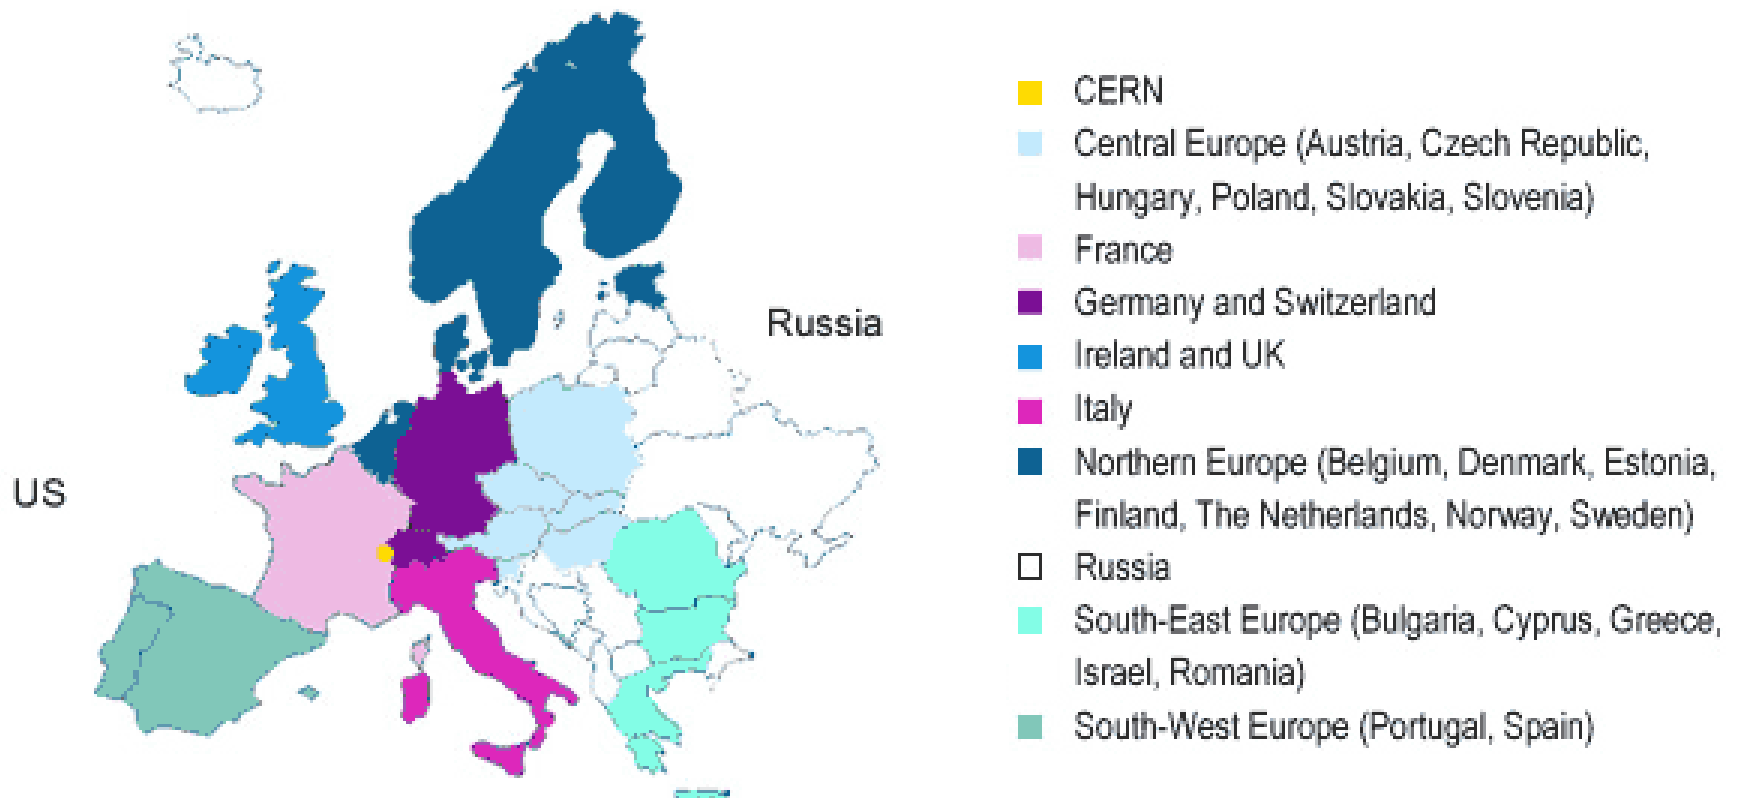 CERN
Central Europe (Austria, Czech Republic,
Hungary, Poland, Slovakia, Slovenia)
France
Germany and Switzerland
Ireland and UK
Italy
Northern Europe (Belgium, Denmark, Estonia,
Finland, The Netherlands, Norway, Sweden)
Russia
South-East Europe (Bulgaria, Cyprus, Greece,
Israel, Romania)
South-West Europe (Portugal, Spain)
Russia
US